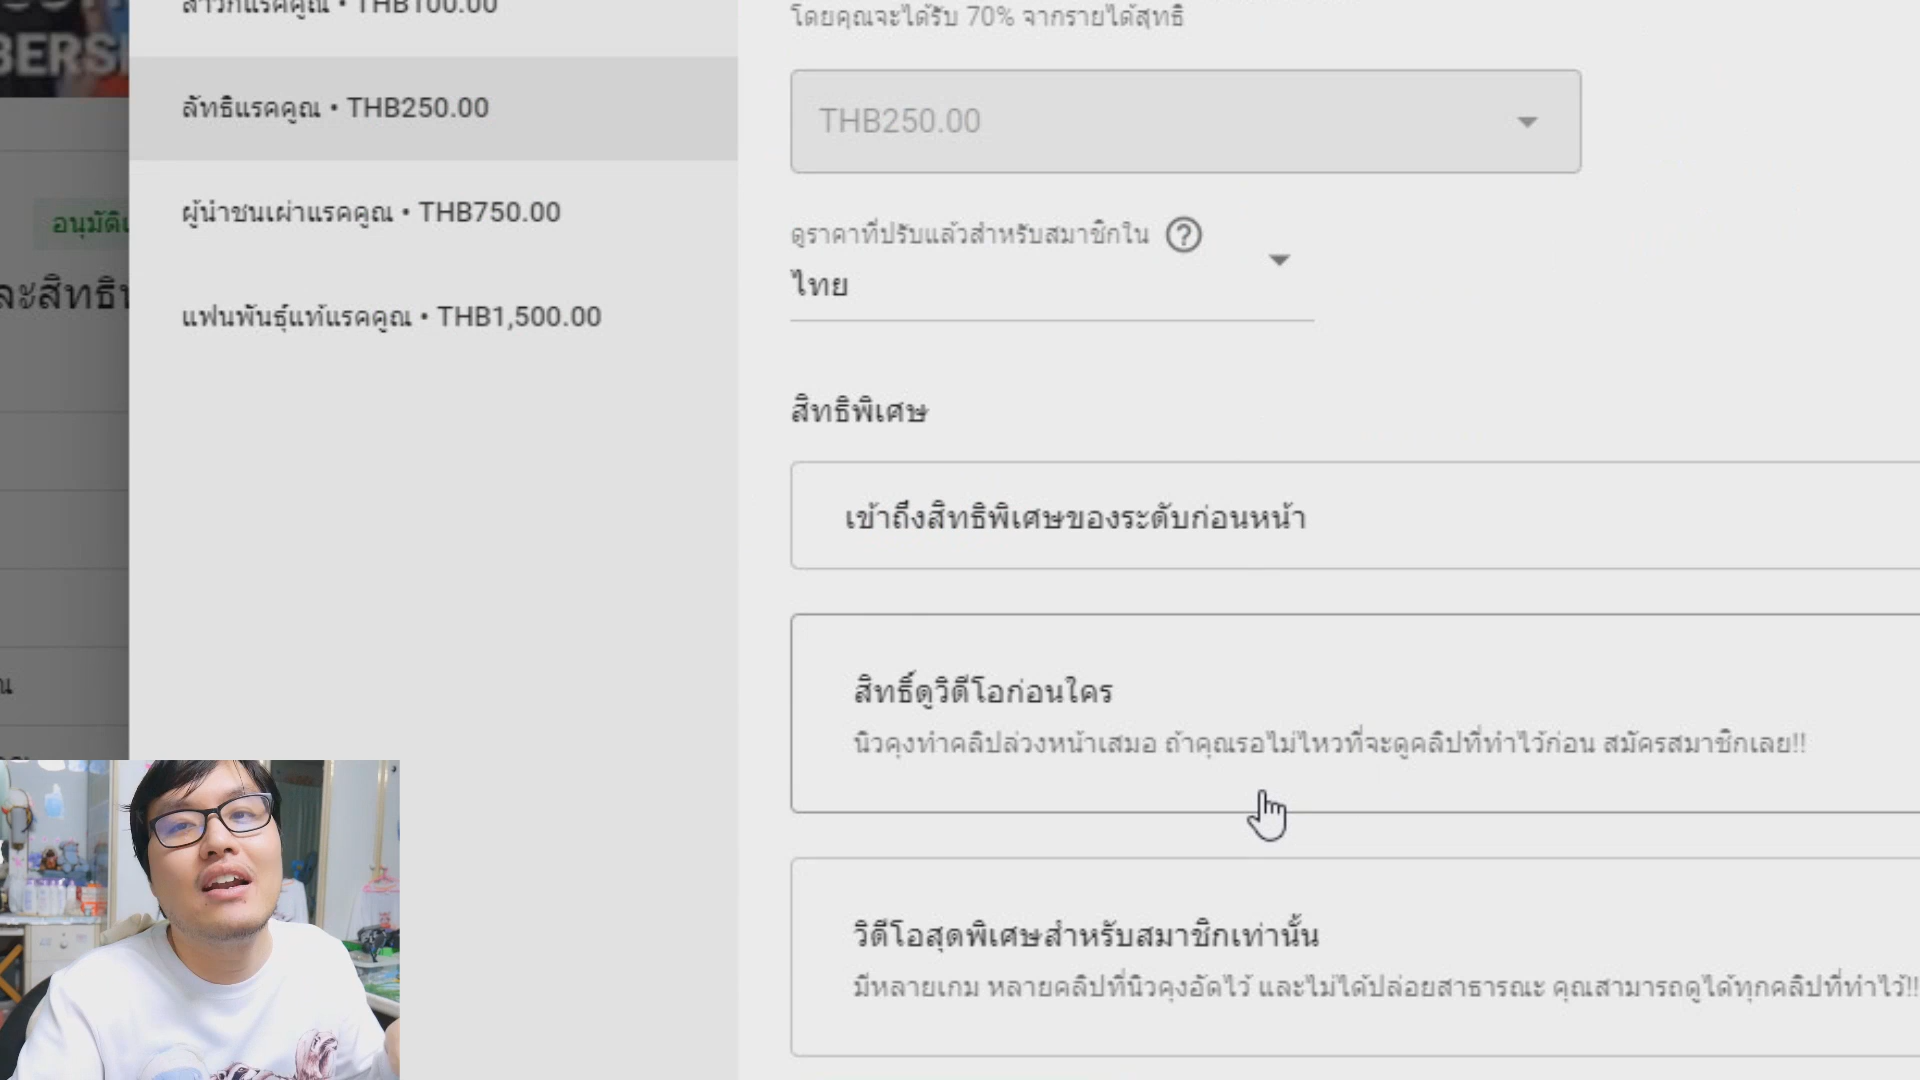 สาวกแรคคูณ • THB100.00
ลัทธิแรคคูณ • THB250.00
ผู้นำชนเผ่าแรคคูณ • THB750.00
แฟนพันธุ์แท้แรคคูณ • THB1,500.00
โดยคุณจะได้รับ 70% จากรายได้สุทธิ
THB250.00
ดูราคาที่ปรับแล้วสำหรับสมาชิกใน
ไทย
สิทธิพิเศษ
เข้าถึงสิทธิพิเศษของระดับก่อนหน้า
สิทธิ์ดูวิดีโอก่อนใคร
นิวคุงทำคลิปล่วงหน้าเสมอ ถ้าคุณรอไม่ไหวที่จะดูคลิปที่ทำไว้ก่อน สมัครสมาชิกเลย!!
วิดีโอสุดพิเศษสำหรับสมาชิกเท่านั้น
มีหลายเกม หลายคลิปที่นิวคุงอัดไว้ และไม่ได้ปล่อยสาธารณะ คุณสามารถดูได้ทุกคลิปที่ทำไว้!!